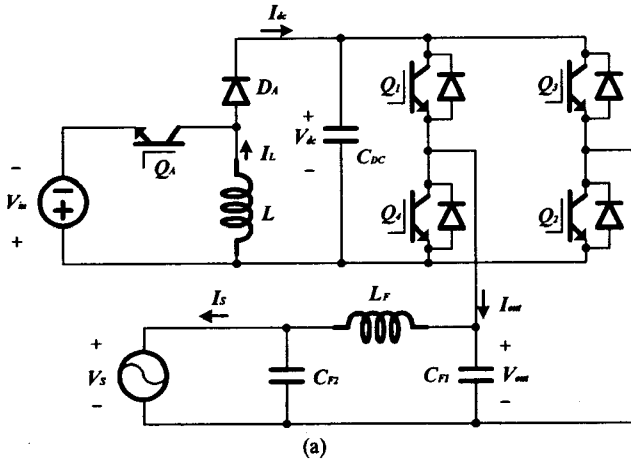 I_dc
D_A
Q_1
Q_3
+
V_dc
-
C_DC
-
V_in
+
Q_A
I_L
L
Q_4
Q_2
I_S
L_F
I_out
+
V_S
-
C_F2
C_F1
+
V_out
-
(a)